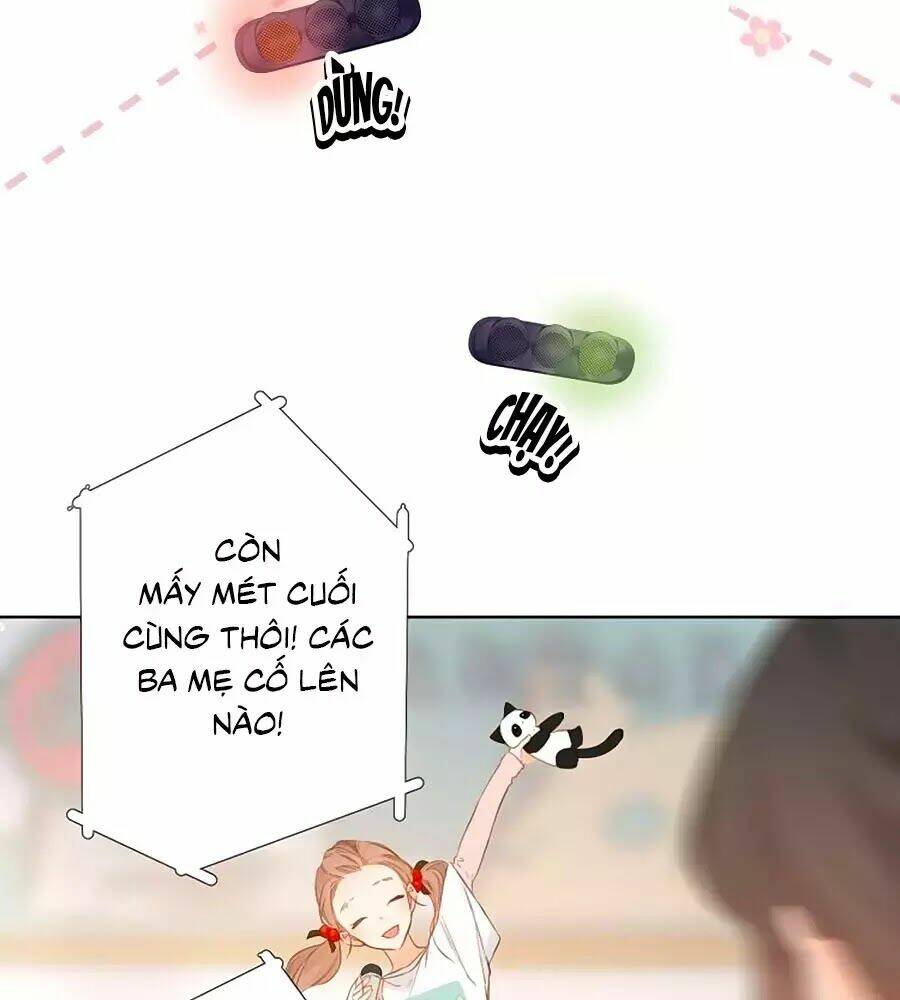 DỪNG!
CHẠY!!
CÒN
MẤY MÉT CUỐI
CÙNG THÔI! CÁC
BA MẸ CỐ LÊN
NÀO!